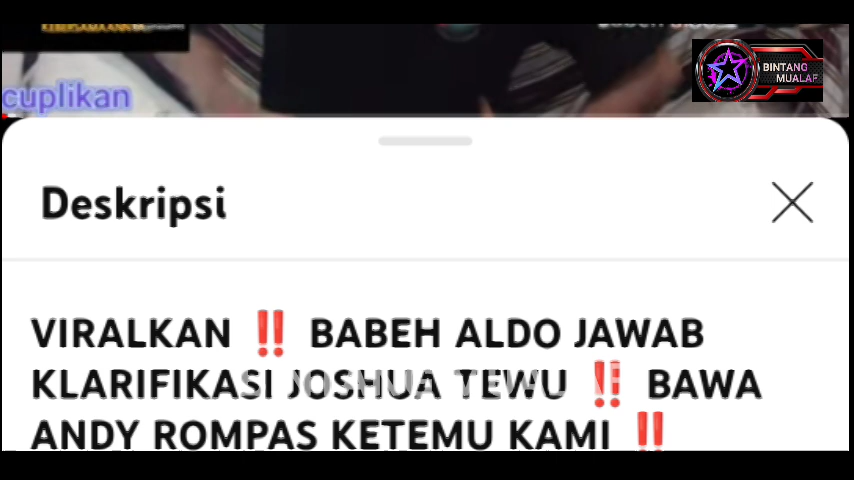 cuplikan
BINTANG
MUALAF
Deskripsi
VIRALKAN ‼️ BABEH ALDO JAWAB
KLARIFIKASI JOSHUA TEWU ‼️ BAWA
ANDY ROMPAS KETEMU KAMI ‼️